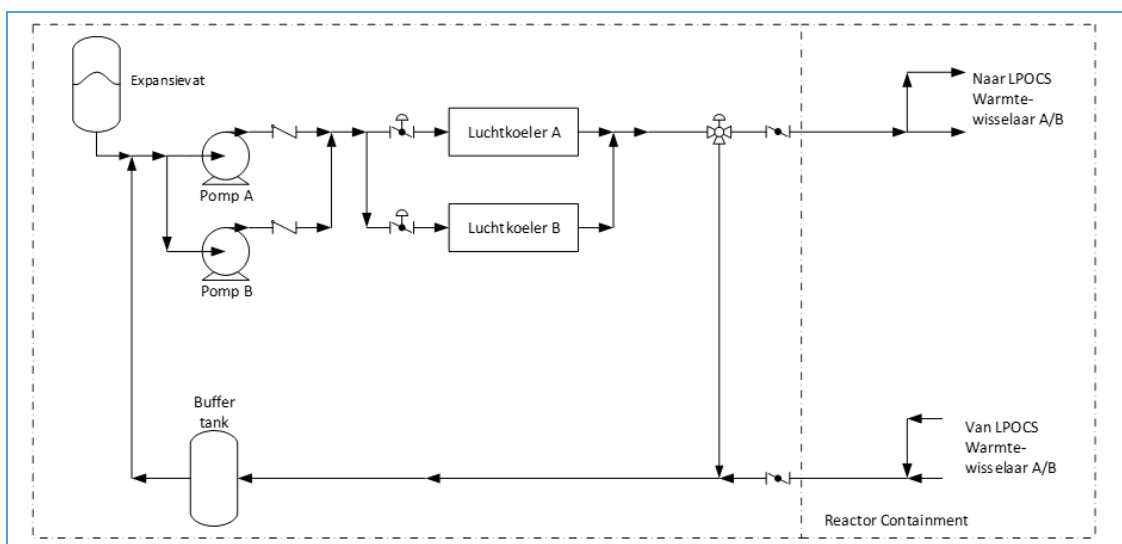 Expansievat
Naar LPOCS
Warmte-
wisselaar A/B
Luchtkoeler A
Pomp A
Luchtkoeler B
Pomp B
Buffer
tank
Van LPOCS
Warmte-
wisselaar A/B
Reactor Containment